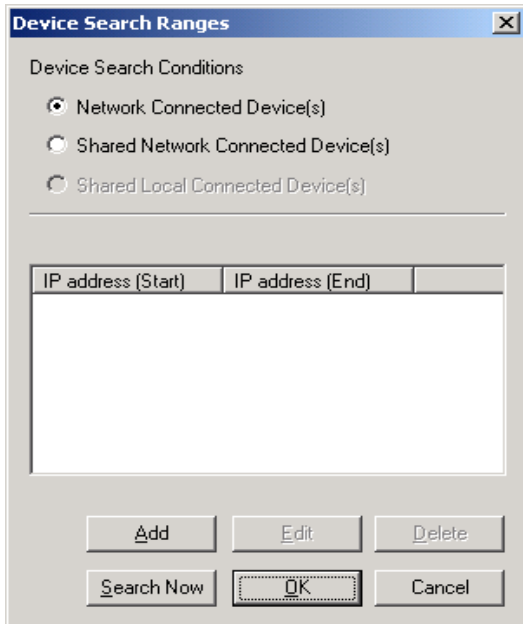 Device Search Ranges
Device Search Conditions
Network Connected Device(s)
Shared Network Connected Device(s)
Shared Local Connected Device(s)
IP address (Start) IP address (End)
Add Edit Delete
Search Now OK Cancel